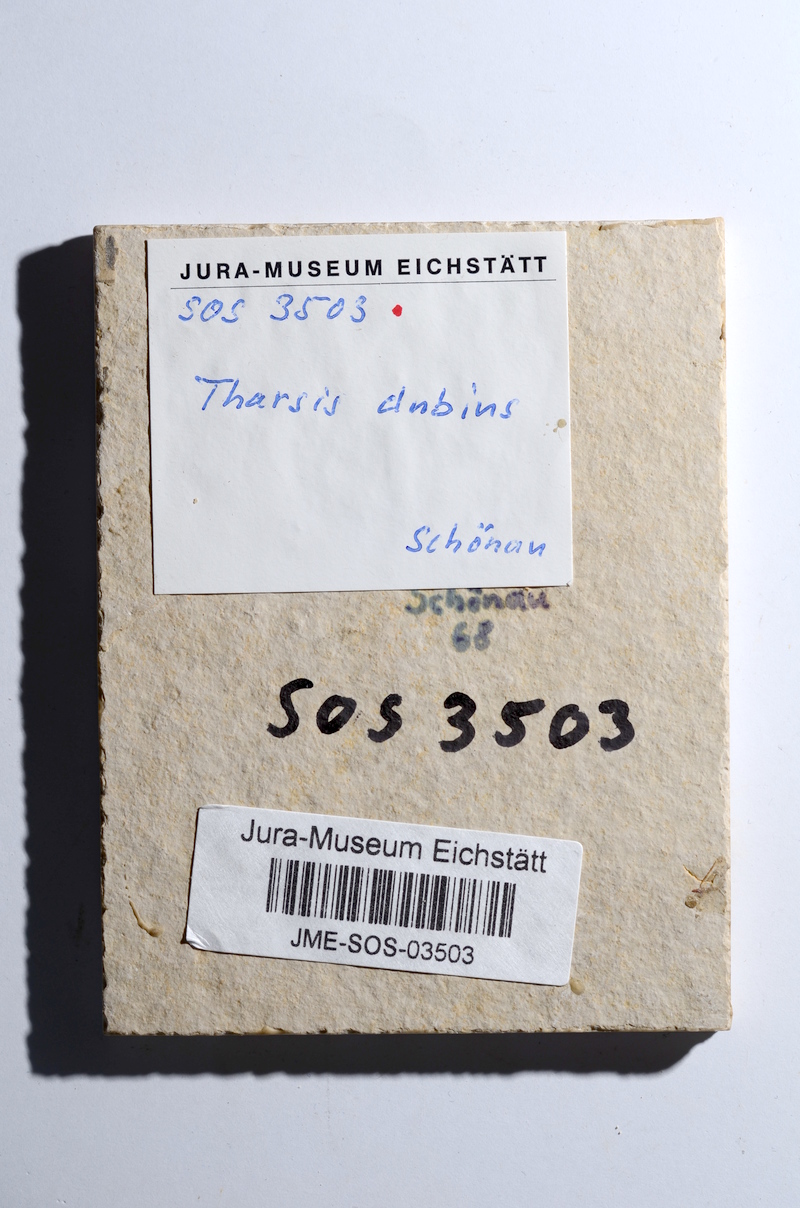 JURA-MUSEUM EICHSTÄTT
SOS 3503
Tharsis dubius
Schönau
Schönau
68
SOS 3503
Jura-Museum Eichstätt
JME-SOS-03503